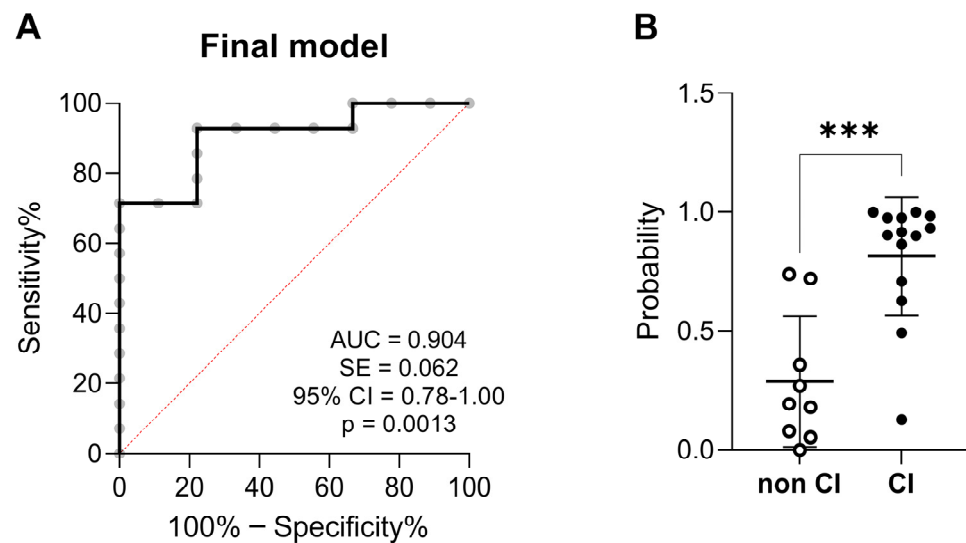 A
Final model
100
80
60
40
20
0
Sensitivity%
AUC = 0.904
SE = 0.062
95% CI = 0.78-1.00
p = 0.0013
0 20 40 60 80 100
100% − Specificity%
B
1.5
1.0
0.5
0.0
Probability
***
non CI CI